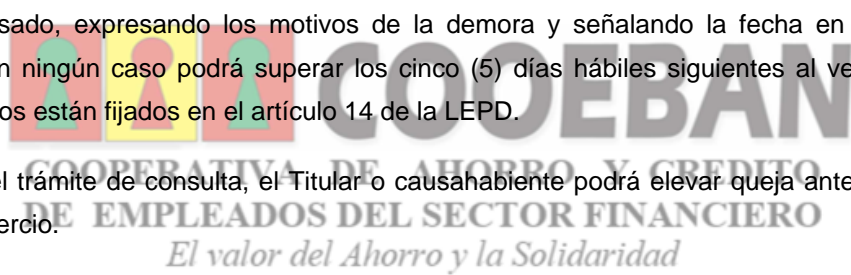 sado, expresando los motivos de la demora y señalando la fecha en
n ningún caso podrá superar los cinco (5) días hábiles siguientes al ve
os están fijados en el artículo 14 de la LEPD.
COOEBAN
el trámite de consulta, el Titular o causahabiente podrá elevar queja ante
COOPERATIVA DE AHORRO Y CREDITO
ercio.
DE EMPLEADOS DEL SECTOR FINANCIERO
El valor del Ahorro y la Solidaridad